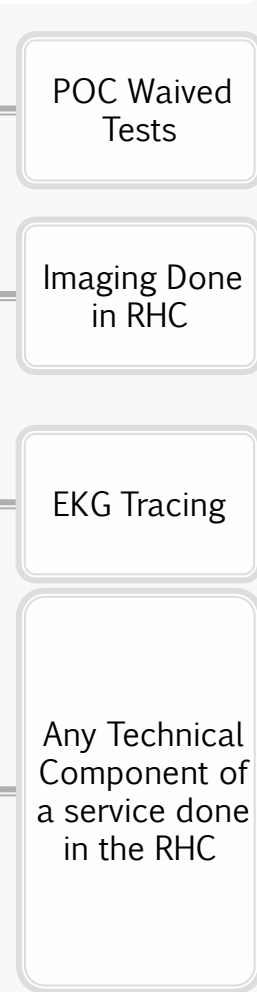 POC Waived
Tests
Imaging Done
in RHC
EKG Tracing
Any Technical
Component of
a service done
in the RHC